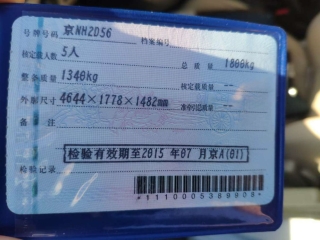 号牌号码 京NH2D56 档案编号
核定载人数 5人 总质量 1800kg
整备质量 1340kg 核定载质量 --
外廓尺寸 4644×1778×1482mm 准牵引总质量 --
备注
检验有效期至2015年07月京A(01)
检验记录
*1110005389908*